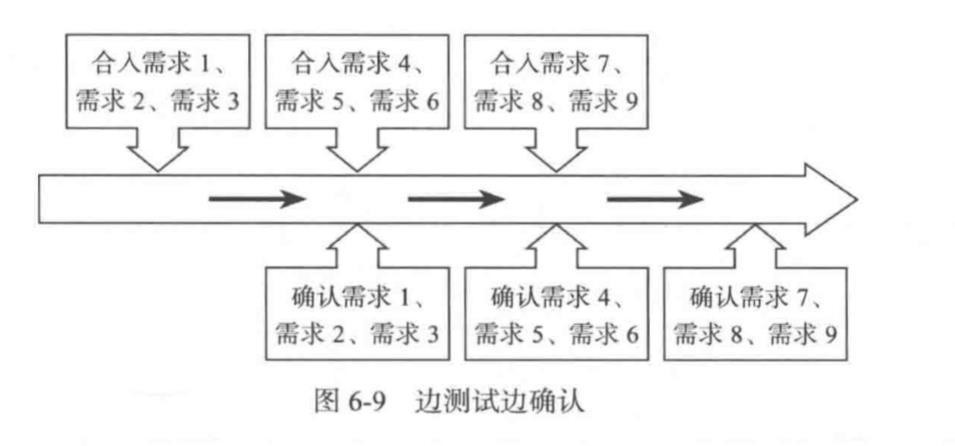 合入需求 1、
需求 2、需求 3
合入需求 4、
需求 5、需求 6
合入需求 7、
需求 8、需求 9
确认需求 1、
需求 2、需求 3
确认需求 4、
需求 5、需求 6
确认需求 7、
需求 8、需求 9
图 6-9 边测试边确认